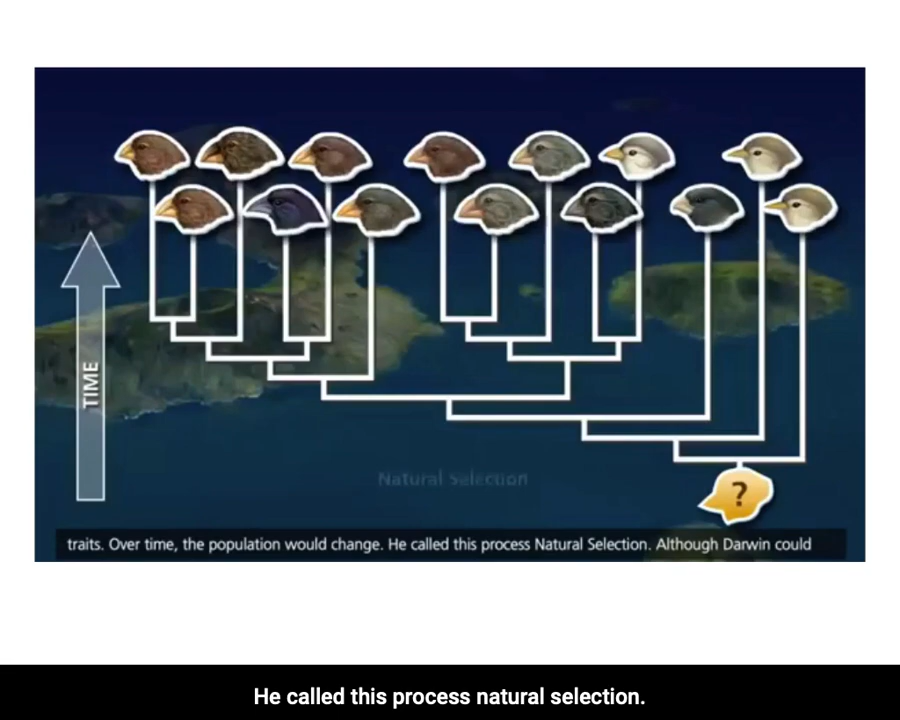 TIME
Natural Selection
?
traits. Over time, the population would change. He called this process Natural Selection. Although Darwin could
He called this process natural selection.